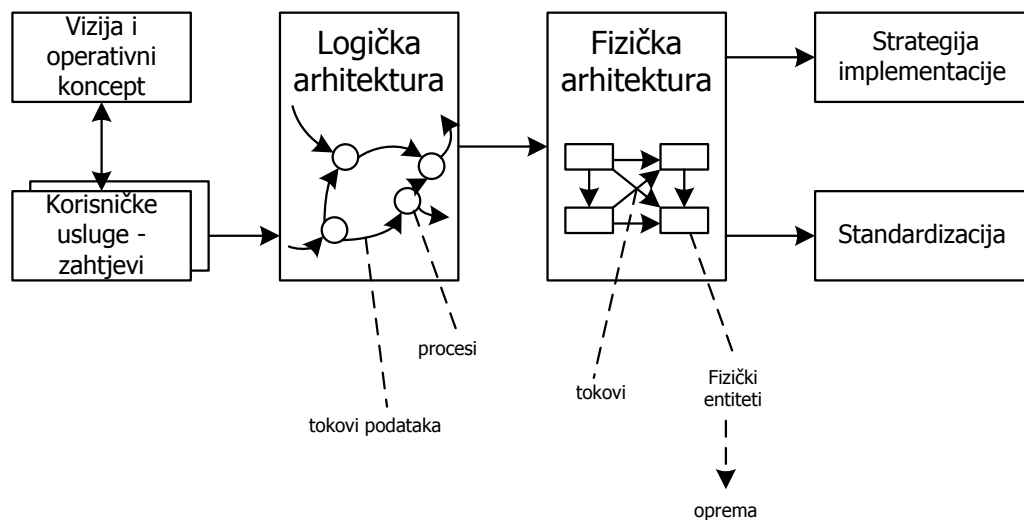 Vizija i
operativni
koncept
Korisničke
usluge -
zahtjevi
Logička
arhitektura
procesi
tokovi podataka
Fizička
arhitektura
tokovi
Fizički
entiteti
oprema
Strategija
implementacije
Standardizacija